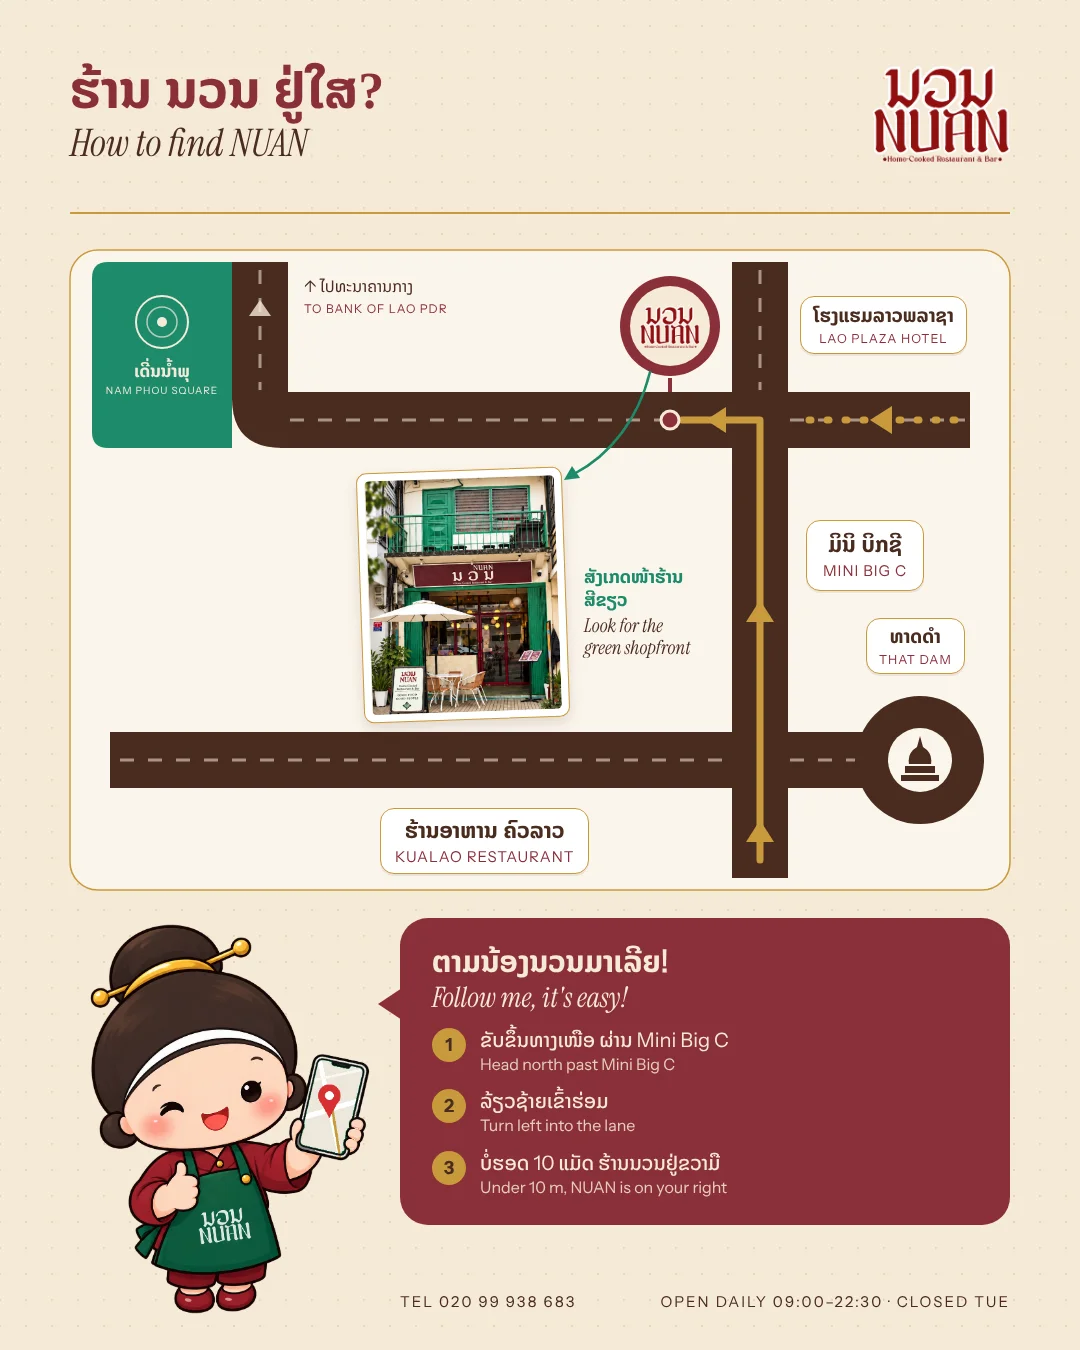 ຮ້ານ ນວນ ຢູ່ໃສ?
How to find NUAN
ນວນ
NUAN
•Home-Cooked Restaurant & Bar•
↑ ໄປທະນາຄານກາງ
TO BANK OF LAO PDR
ນວນ
NUAN
ໂຮງແຮມລາວພລາຊາ
LAO PLAZA HOTEL
ເດີ່ນນ້ຳພຸ
NAM PHOU SQUARE
ມິນິ ບິກຊີ
MINI BIG C
NUAN
ນວນ
ສັງເກດໜ້າຮ້ານ
ສີຂຽວ
Look for the
green shopfront
ທາດດຳ
THAT DAM
ນວນ
NUAN
ຮ້ານອາຫານ ຄົວລາວ
KUALAO RESTAURANT
ຕາມນ້ອງນວນມາເລີຍ!
Follow me, it's easy!
1 ຂັບຂຶ້ນທາງເໜືອ ຜ່ານ Mini Big C
Head north past Mini Big C
2 ລ້ຽວຊ້າຍເຂົ້າຮ່ອມ
Turn left into the lane
3 ບໍ່ຮອດ 10 ແມັດ ຮ້ານນວນຢູ່ຂວາມື
Under 10 m, NUAN is on your right
ນວນ
NUAN
TEL 020 99 938 683
OPEN DAILY 09:00–22:30 · CLOSED TUE